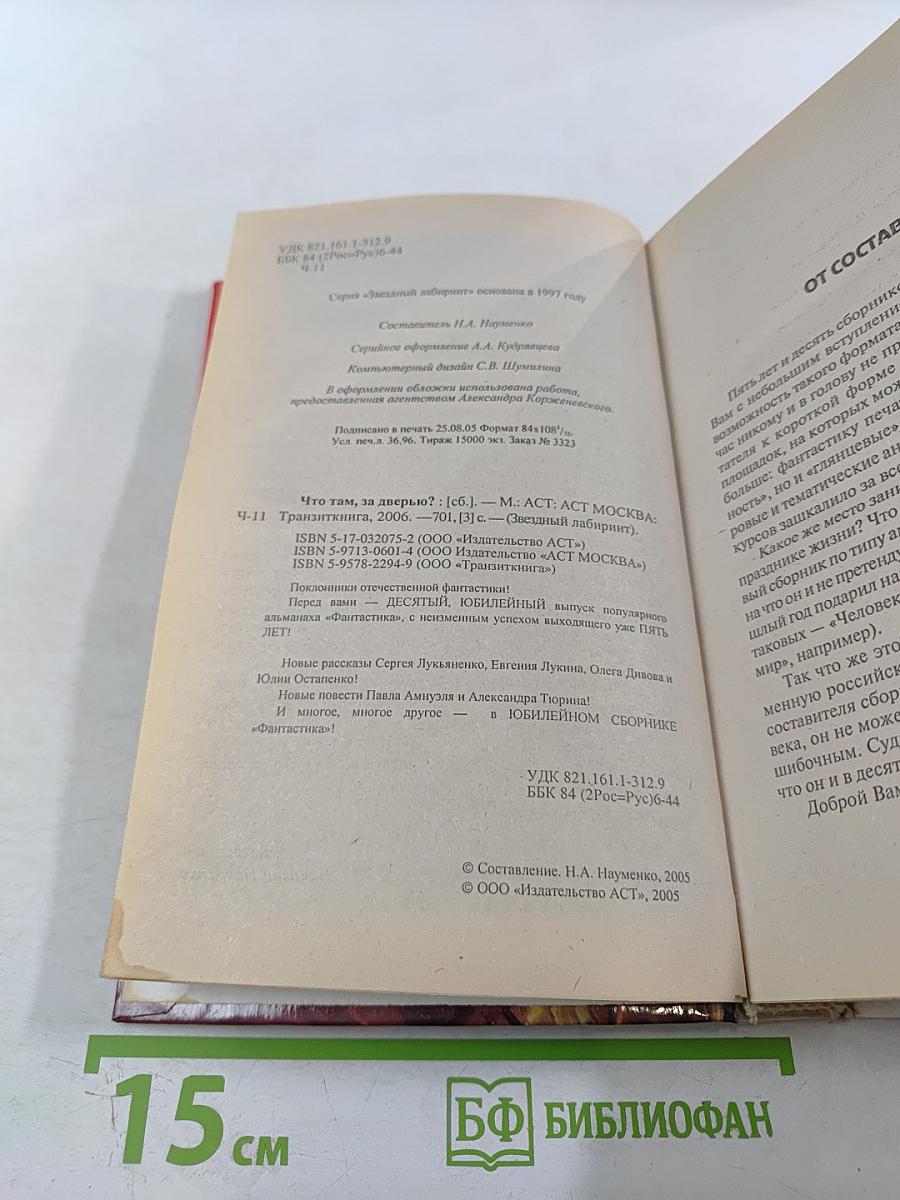 УДК 821.161.1-312.9
ББК 84 (2Рос=Рус)6-44
Ч-11
Серия «Звездный лабиринт» основана в 1997 году
Составитель Н.А. Науменко
Серийное оформление А.А. Кудрявцева
Компьютерный дизайн С.В. Шумилина
В оформлении обложки использована работа,
предоставленная агентством Александра Корженевского.
Подписано в печать 25.08.05 Формат 84х108¹/₃₂.
Усл. печ.л. 36,96. Тираж 15000 экз. Заказ № 3323
Что там, за дверью? : [сб.]. — М.: АСТ: АСТ МОСКВА:
Ч-11 Транзиткнига, 2006. —701, [3] с. — (Звездный лабиринт).
ISBN 5-17-032075-2 (ООО «Издательство АСТ»)
ISBN 5-9713-0601-4 (ООО Издательство «АСТ МОСКВА»)
ISBN 5-9578-2294-9 (ООО «Транзиткнига»)
Поклонники отечественной фантастики!
Перед вами — ДЕСЯТЫЙ, ЮБИЛЕЙНЫЙ выпуск популярного
альманаха «Фантастика», с неизменным успехом выходящего уже ПЯТЬ
ЛЕТ!
Новые рассказы Сергея Лукьяненко, Евгения Лукина, Олега Дивова и
Юлии Остапенко!
Новые повести Павла Амнуэля и Александра Тюрина!
И многое, многое другое — в ЮБИЛЕЙНОМ СБОРНИКЕ
«Фантастика»!
УДК 821.161.1-312.9
ББК 84 (2Рос=Рус)6-44
© Составление. Н.А. Науменко, 2005
© ООО «Издательство АСТ», 2005
ОТ СОСТАВ
Пять лет и десять сборнико
Вам с небольшим вступлени
возможность такого формата
час никому и в голову не пр
тателя к короткой форме
площадок, на которых мож
больше: фантастику печа
ность», но и «глянцевые»
ровые и тематические ан
курсов зашкалило за все
Какое же место зани
празднике жизни? Что
вый сборник по типу а
на что он и не претенду
шлый год подарил на
таковых — «Человек
мир», например).
Так что же это
менную российск
составителя сбор
века, он не може
шибочным. Суд
что он и в десят
Доброй Вам
15 см
БФ БИБЛИОФАН